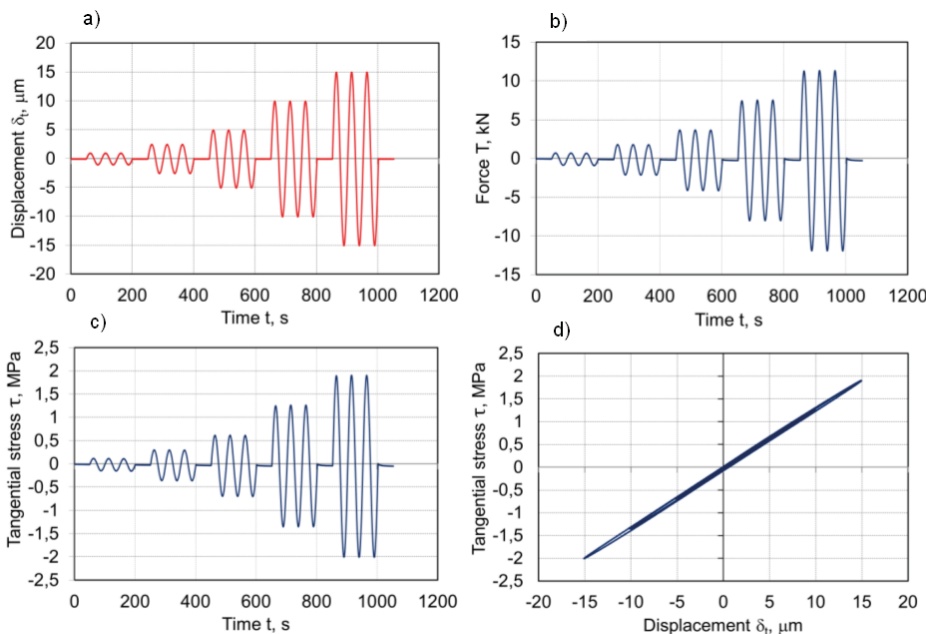 a)
20
15
10
5
0
-5
-10
-15
-20
Displacement δt, μm
0 200 400 600 800 1000 1200
Time t, s
b)
15
10
5
0
-5
-10
-15
Force T, kN
0 200 400 600 800 1000 1200
Time t, s
c)
2,5
2
1,5
1
0,5
0
-0,5
-1
-1,5
-2
-2,5
Tangential stress τ, MPa
0 200 400 600 800 1000 1200
Time t, s
d)
2,5
2
1,5
1
0,5
0
-0,5
-1
-1,5
-2
-2,5
Tangential stress τ, MPa
-20 -15 -10 -5 0 5 10 15 20
Displacement δt, μm